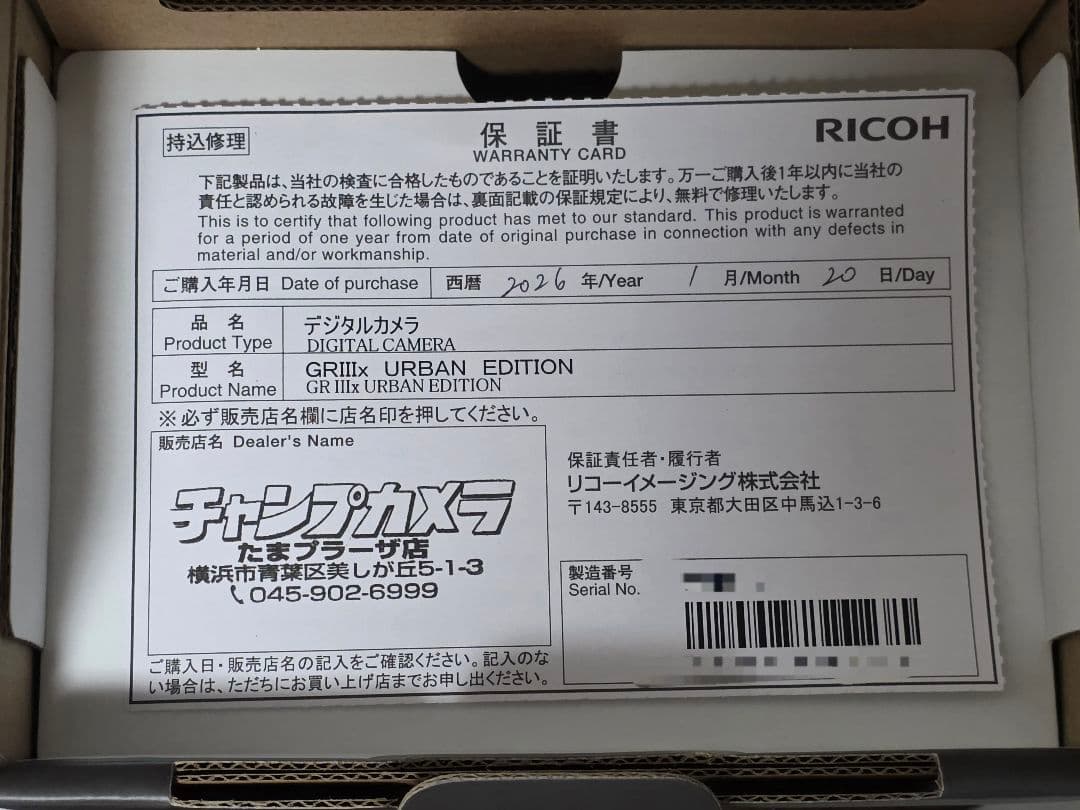 持込修理
保証書
WARRANTY CARD
RICOH
下記製品は、当社の検査に合格したものであることを証明いたします。万一ご購入後1年以内に当社の
責任と認められる故障を生じた場合は、裏面記載の保証規定により、無料で修理いたします。
This is to certify that following product has met to our standard. This product is warranted
for a period of one year from date of original purchase in connection with any defects in
material and/or workmanship.
ご購入年月日 Date of purchase 西暦 2026 年/Year 1 月/Month 20 日/Day
品名 デジタルカメラ
Product Type DIGITAL CAMERA
型名 GRIIIx URBAN EDITION
Product Name GR IIIx URBAN EDITION
※必ず販売店名欄に店名印を押してください。
販売店名 Dealer's Name
チャンプカメラ
たまプラーザ店
横浜市青葉区美しが丘5-1-3
045-902-6999
保証責任者・履行者
リコーイメージング株式会社
〒143-8555 東京都大田区中馬込1-3-6
製造番号
Serial No.
ご購入日・販売店名の記入をご確認ください。記入のな
い場合は、ただちにお買い上げ店までお申し出ください。